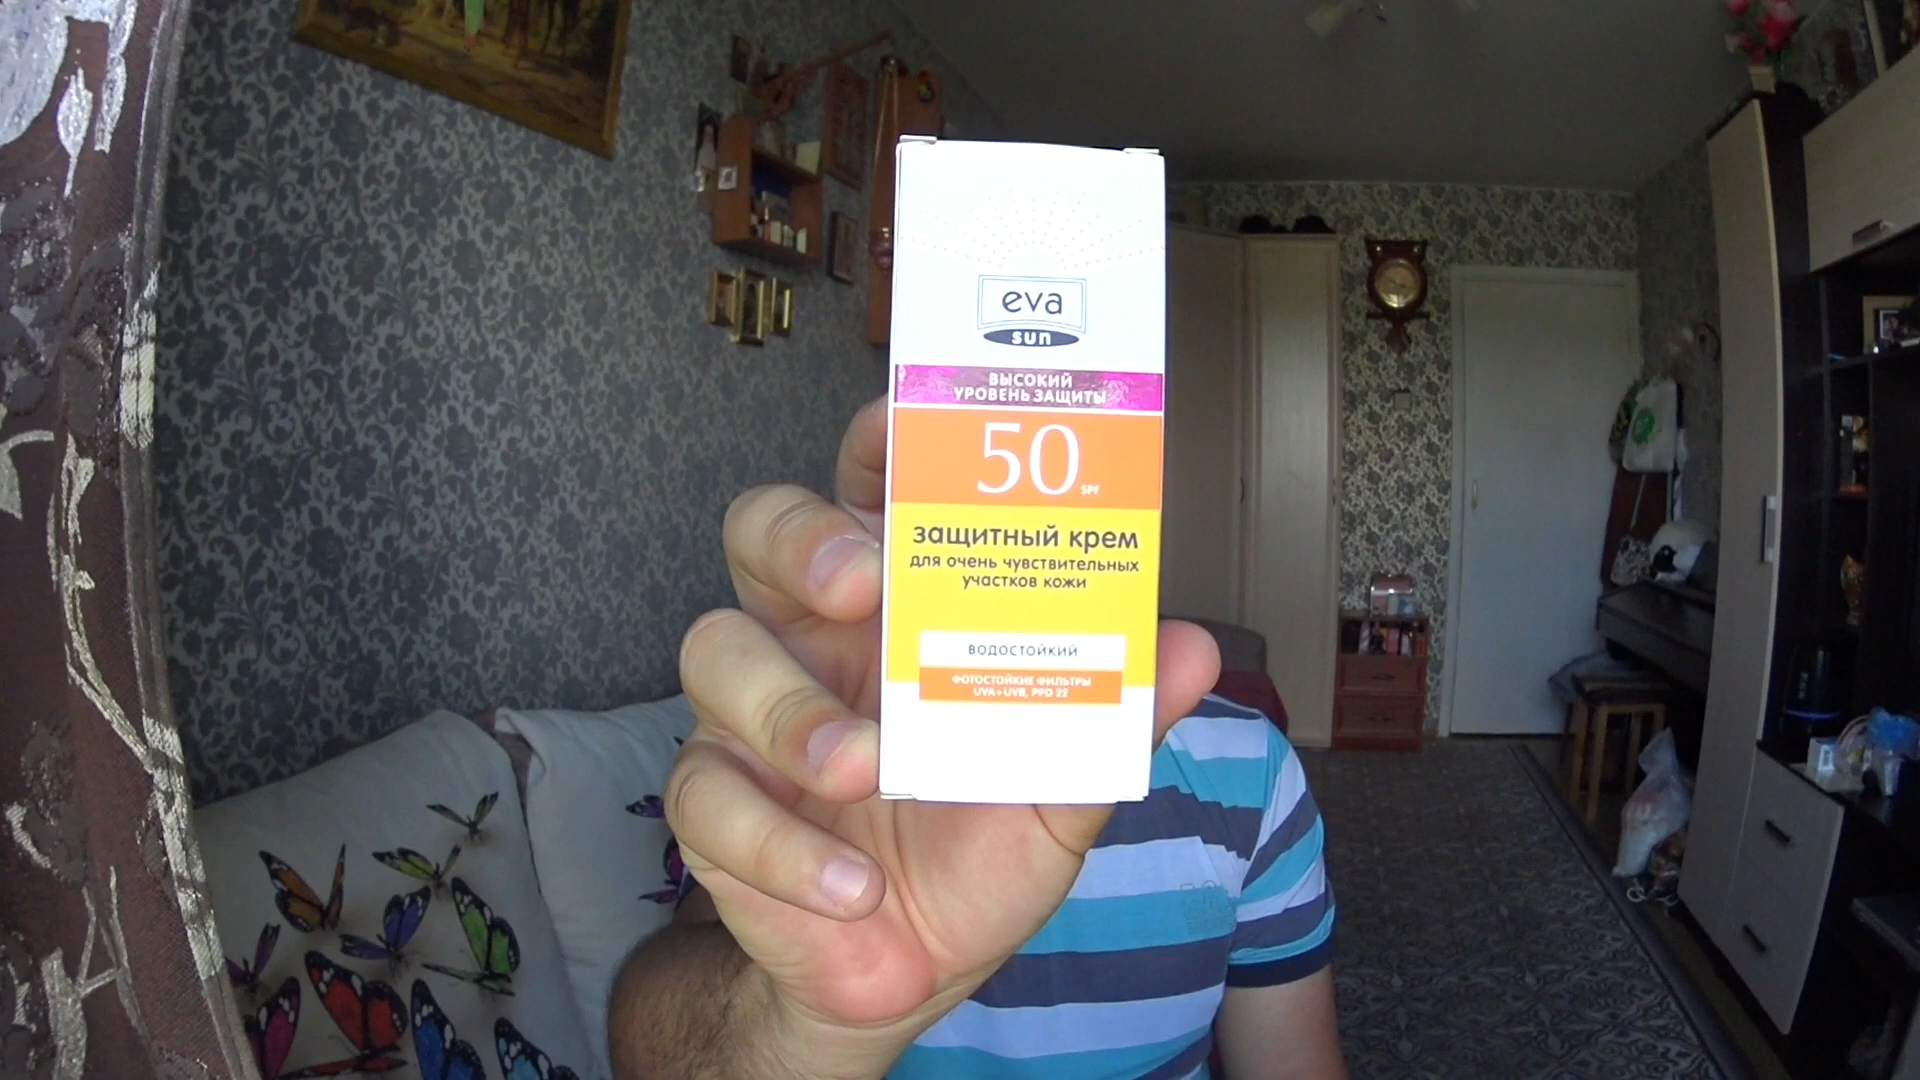 eva
sun
ВЫСОКИЙ
УРОВЕНЬ ЗАЩИТЫ
50 SPF
защитный крем
для очень чувствительных
участков кожи
ВОДОСТОЙКИЙ
ФОТОСТОЙКИЕ ФИЛЬТРЫ
UVA+UVB, PPD 22